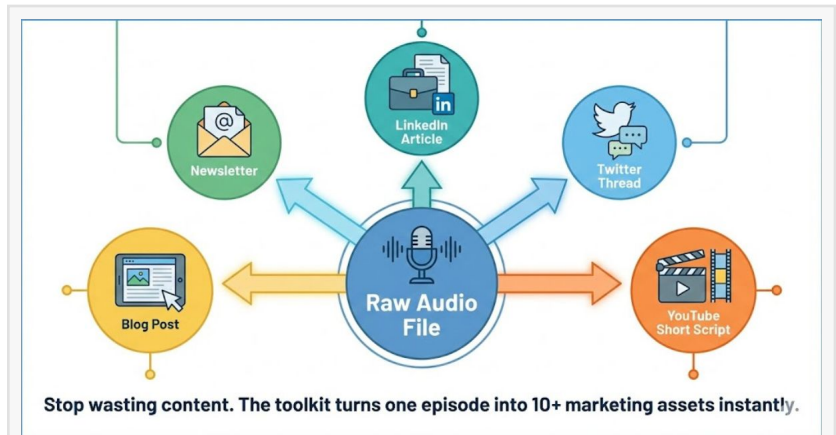 in
LinkedIn
Article
@
Newsletter
Twitter
Thread
Raw Audio
File
Blog Post
YouTube
Short Script
Stop wasting content. The toolkit turns one episode into 10+ marketing assets instantly.